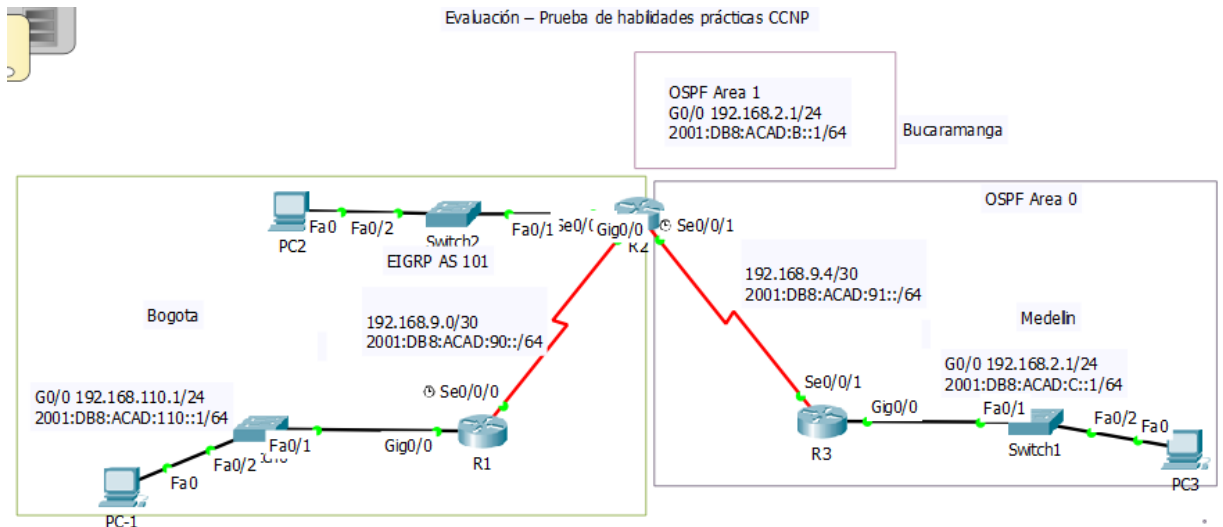 Evaluación – Prueba de habilidades prácticas CCNP
OSPF Area 1
G0/0 192.168.2.1/24
2001:DB8:ACAD:B::1/64
Bucaramanga
OSPF Area 0
Fa0
Fa0/2
PC2
Switch2
Fa0/1
Se0/
Gig0/0
R2
Se0/0/1
EIGRP AS 101
192.168.9.4/30
2001:DB8:ACAD:91::/64
Bogota
192.168.9.0/30
2001:DB8:ACAD:90::/64
Medelin
G0/0 192.168.2.1/24
2001:DB8:ACAD:C::1/64
G0/0 192.168.110.1/24
2001:DB8:ACAD:110::1/64
Se0/0/0
Se0/0/1
Gig0/0
Fa0/1
Fa0/2
Fa0
Fa0/1
Gig0/0
R1
R3
Switch1
PC3
Fa0/2
Fa0
PC-1